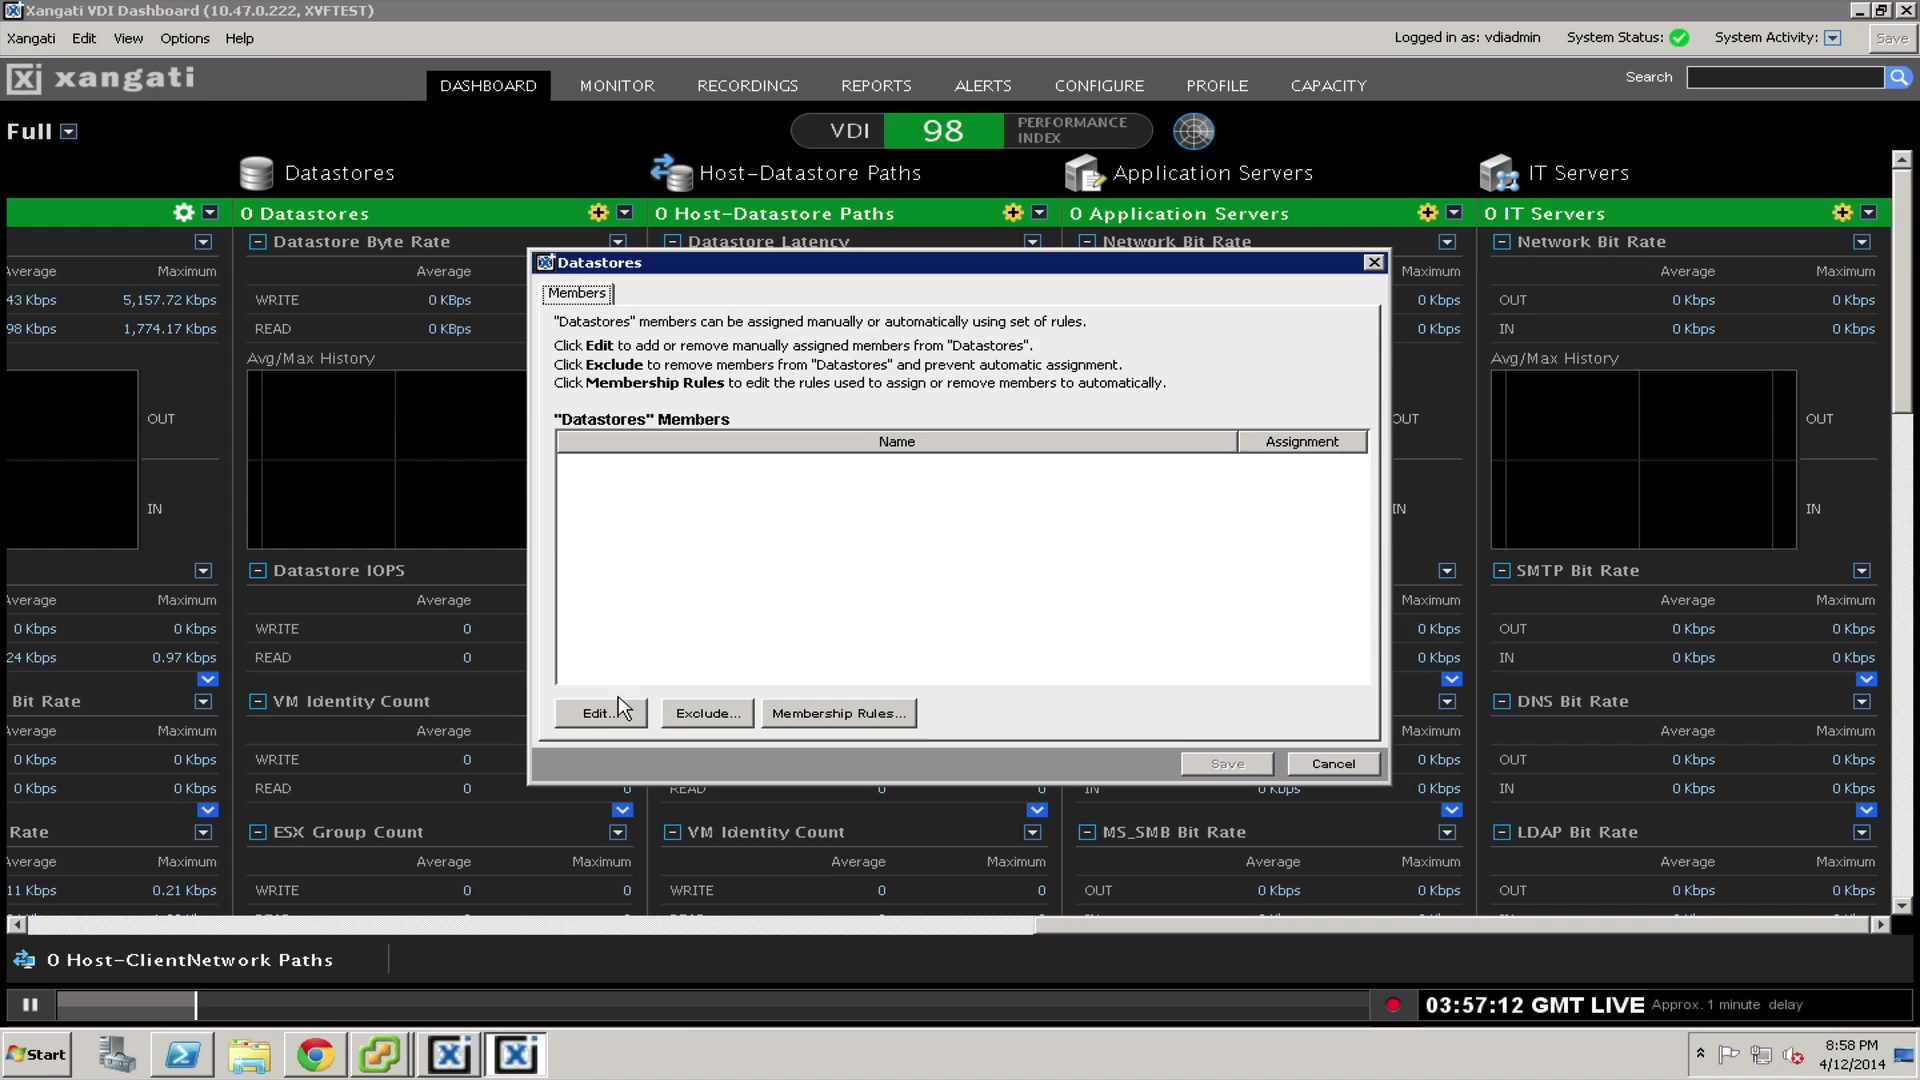 Xangati VDI Dashboard (10.47.0.222, XVFTEST)
Xangati Edit View Options Help
Logged in as: vdiadmin System Status: System Activity: Save
xangati
DASHBOARD MONITOR RECORDINGS REPORTS ALERTS CONFIGURE PROFILE CAPACITY
Search
Full
VDI 98 PERFORMANCE INDEX
Datastores Host-Datastore Paths Application Servers IT Servers
0 Datastores 0 Host-Datastore Paths 0 Application Servers 0 IT Servers
Datastore Byte Rate Datastore Latency Network Bit Rate Network Bit Rate
Average Maximum Average Maximum Average Maximum
43 Kbps 5,157.72 Kbps WRITE 0 KBps 0 Kbps OUT 0 Kbps 0 Kbps
98 Kbps 1,774.17 Kbps READ 0 KBps 0 Kbps IN 0 Kbps 0 Kbps
Avg/Max History Avg/Max History
OUT OUT OUT
IN IN IN
Datastore IOPS SMTP Bit Rate
Average Maximum Average Maximum Average Maximum
0 Kbps 0 Kbps WRITE 0 0 Kbps OUT 0 Kbps 0 Kbps
24 Kbps 0.97 Kbps READ 0 0 Kbps IN 0 Kbps 0 Kbps
Bit Rate VM Identity Count DNS Bit Rate
Average Maximum Average Maximum Average Maximum
0 Kbps 0 Kbps WRITE 0 0 Kbps OUT 0 Kbps 0 Kbps
0 Kbps 0 Kbps READ 0 0 READ 0 0 IN 0 Kbps 0 Kbps IN 0 Kbps 0 Kbps
Rate ESX Group Count VM Identity Count MS_SMB Bit Rate LDAP Bit Rate
Average Maximum Average Maximum Average Maximum Average Maximum Average Maximum
11 Kbps 0.21 Kbps WRITE 0 0 WRITE 0 0 OUT 0 Kbps 0 Kbps OUT 0 Kbps 0 Kbps
Datastores
Members
"Datastores" members can be assigned manually or automatically using set of rules.
Click Edit to add or remove manually assigned members from "Datastores".
Click Exclude to remove members from "Datastores" and prevent automatic assignment.
Click Membership Rules to edit the rules used to assign or remove members to automatically.
"Datastores" Members
Name Assignment
Edit... Exclude... Membership Rules...
Save Cancel
0 Host-ClientNetwork Paths
03:57:12 GMT LIVE Approx. 1 minute delay
Start
8:58 PM
4/12/2014